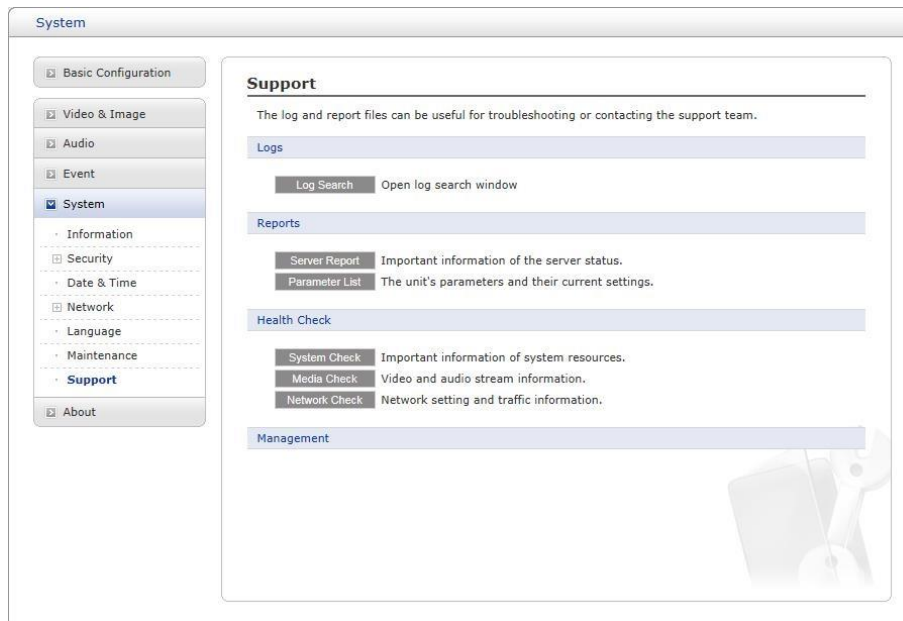 System
Basic Configuration
Video & Image
Audio
Event
System
Information
Security
Date & Time
Network
Language
Maintenance
Support
About
Support
The log and report files can be useful for troubleshooting or contacting the support team.
Logs
Log Search Open log search window
Reports
Server Report Important information of the server status.
Parameter List The unit's parameters and their current settings.
Health Check
System Check Important information of system resources.
Media Check Video and audio stream information.
Network Check Network setting and traffic information.
Management